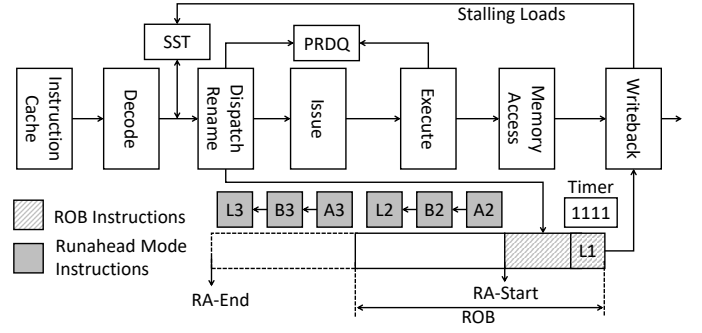 Stalling Loads
SST
PRDQ
Instruction
Cache
Decode
Dispatch
Rename
Issue
Execute
Memory
Access
Writeback
Timer
1111
ROB Instructions
Runahead Mode
Instructions
L3
B3
A3
L2
B2
A2
L1
RA-End
RA-Start
ROB